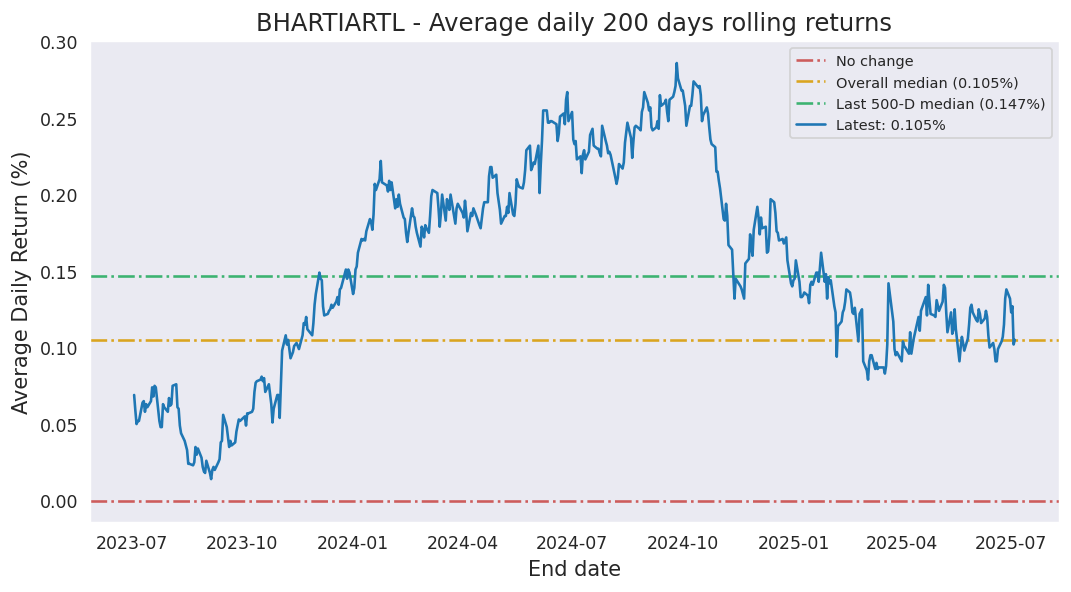 BHARTIARTL - Average daily 200 days rolling returns
Average Daily Return (%)
0.30
0.25
0.20
0.15
0.10
0.05
0.00
No change
Overall median (0.105%)
Last 500-D median (0.147%)
Latest: 0.105%
2023-07 2023-10 2024-01 2024-04 2024-07 2024-10 2025-01 2025-04 2025-07
End date